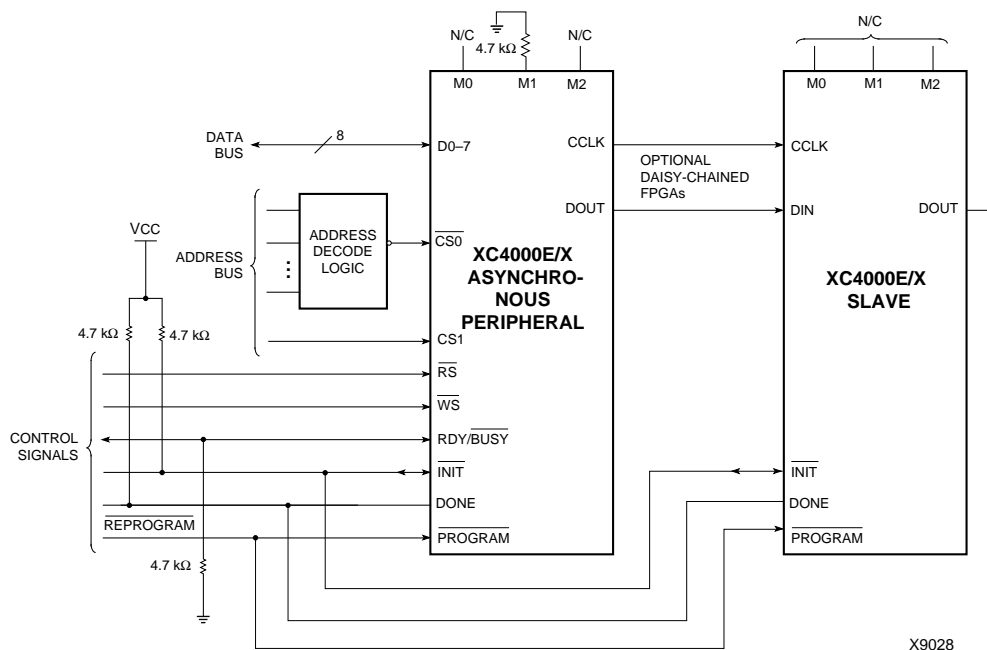 N/C
4.7 kΩ
N/C
N/C
M0
M1
M2
M0
M1
M2
DATA
BUS
8
D0–7
CCLK
CCLK
OPTIONAL
DAISY-CHAINED
FPGAs
DOUT
DIN
DOUT
VCC
ADDRESS
BUS
ADDRESS
DECODE
LOGIC
CS0
XC4000E/X
ASYNCHRO-
NOUS
PERIPHERAL
XC4000E/X
SLAVE
4.7 kΩ
4.7 kΩ
CS1
RS
WS
CONTROL
SIGNALS
RDY/BUSY
INIT
INIT
DONE
DONE
REPROGRAM
PROGRAM
PROGRAM
4.7 kΩ
X9028